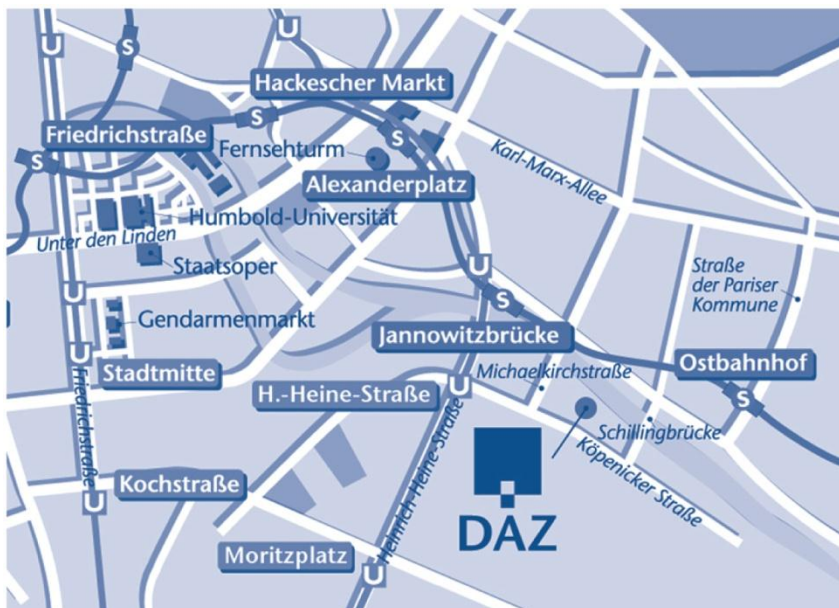 U
U
S
Hackescher Markt
S
Friedrichstraße
S
S
Fernsehturm
Karl-Marx-Allee
Alexanderplatz
Humbold-Universität
Unter den Linden
Staatsoper
U
Straße
der Pariser
Kommune
U
S
Gendarmenmarkt
Jannowitzbrücke
U
Stadtmitte
Michaelkirchstraße
Ostbahnhof
H.-Heine-Straße
U
S
Friedrichstraße
Schillingbrücke
Köpenicker Straße
Heinrich-Heine-Straße
Kochstraße
U
DAZ
Moritzplatz
U